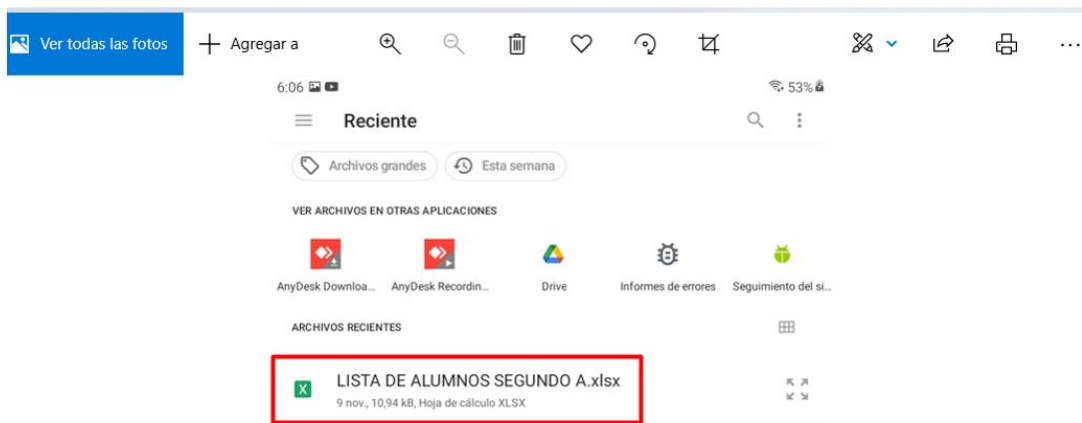 Ver todas las fotos
Agregar a
6:06
53%
Reciente
Archivos grandes
Esta semana
VER ARCHIVOS EN OTRAS APLICACIONES
AnyDesk Downloa...
AnyDesk Recordin...
Drive
Informes de errores
Seguimiento del si...
ARCHIVOS RECIENTES
X
LISTA DE ALUMNOS SEGUNDO A.xlsx
9 nov., 10,94 kB, Hoja de cálculo XLSX